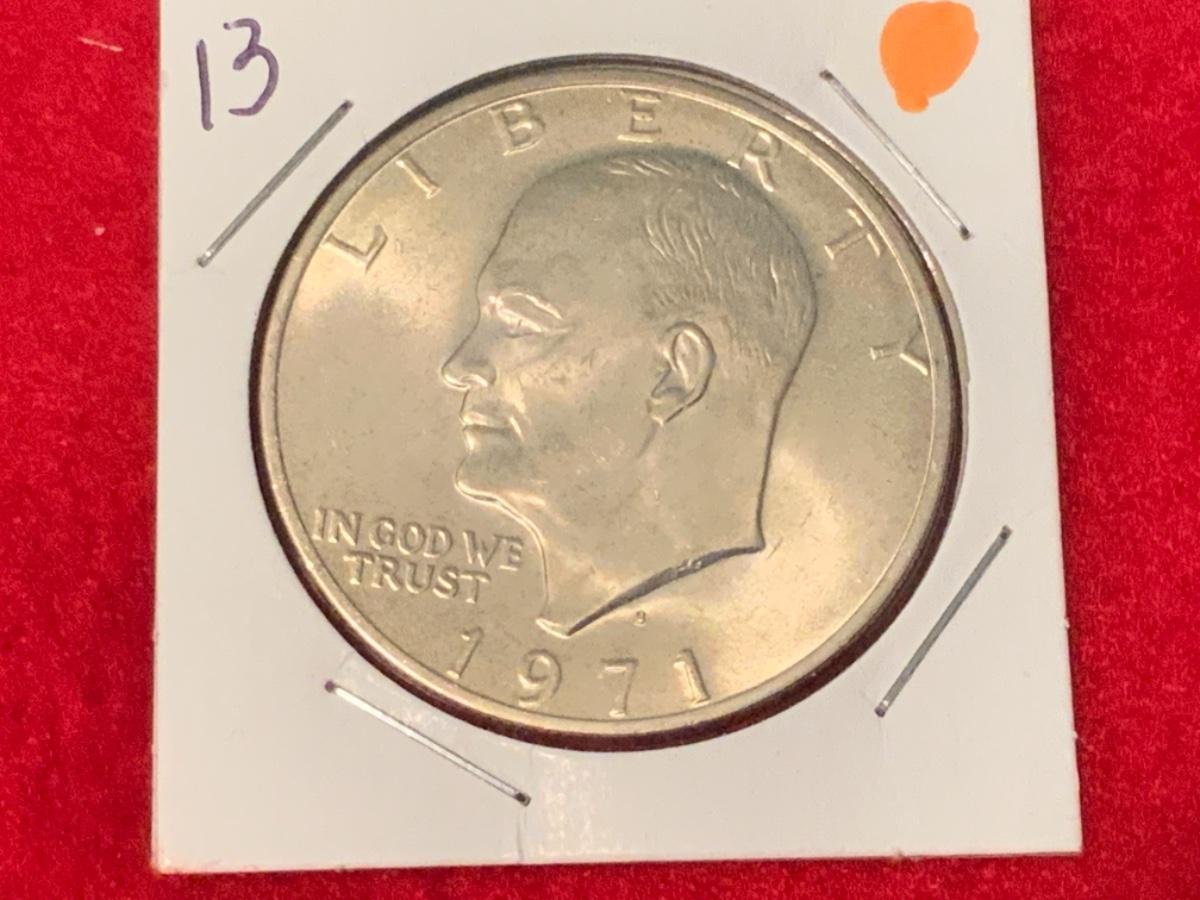 13
LIBERTY
IN GOD WE
TRUST
1971